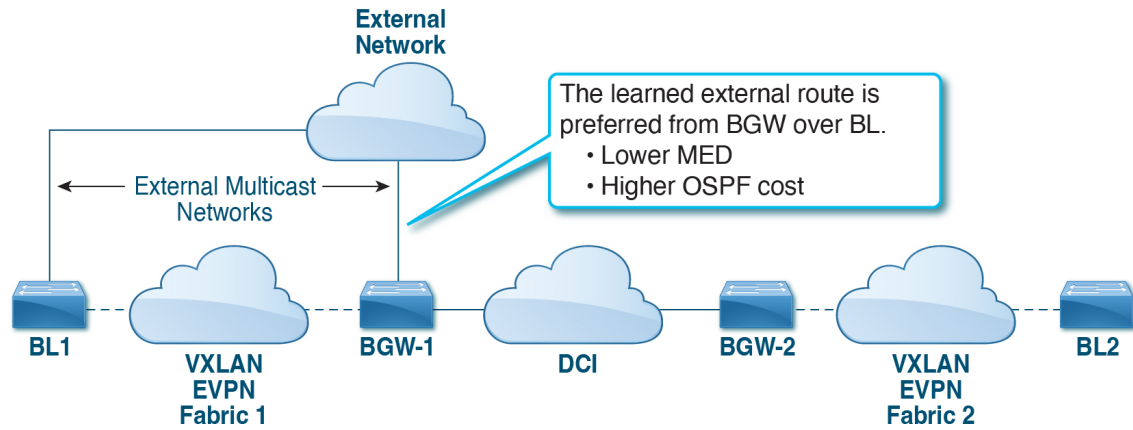 External
Network
The learned external route is
preferred from BGW over BL.
• Lower MED
• Higher OSPF cost
External Multicast
Networks
BL1
VXLAN
EVPN
Fabric 1
BGW-1
DCI
BGW-2
VXLAN
EVPN
Fabric 2
BL2